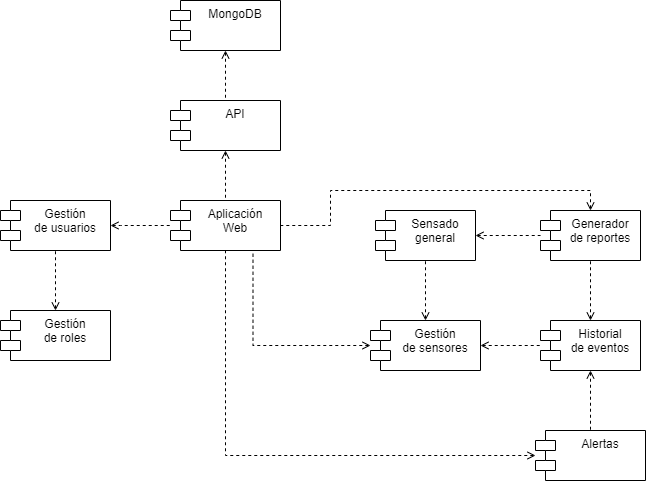 MongoDB
API
Gestión
de usuarios
Aplicación
Web
Sensado
general
Generador
de reportes
Gestión
de roles
Gestión
de sensores
Historial
de eventos
Alertas